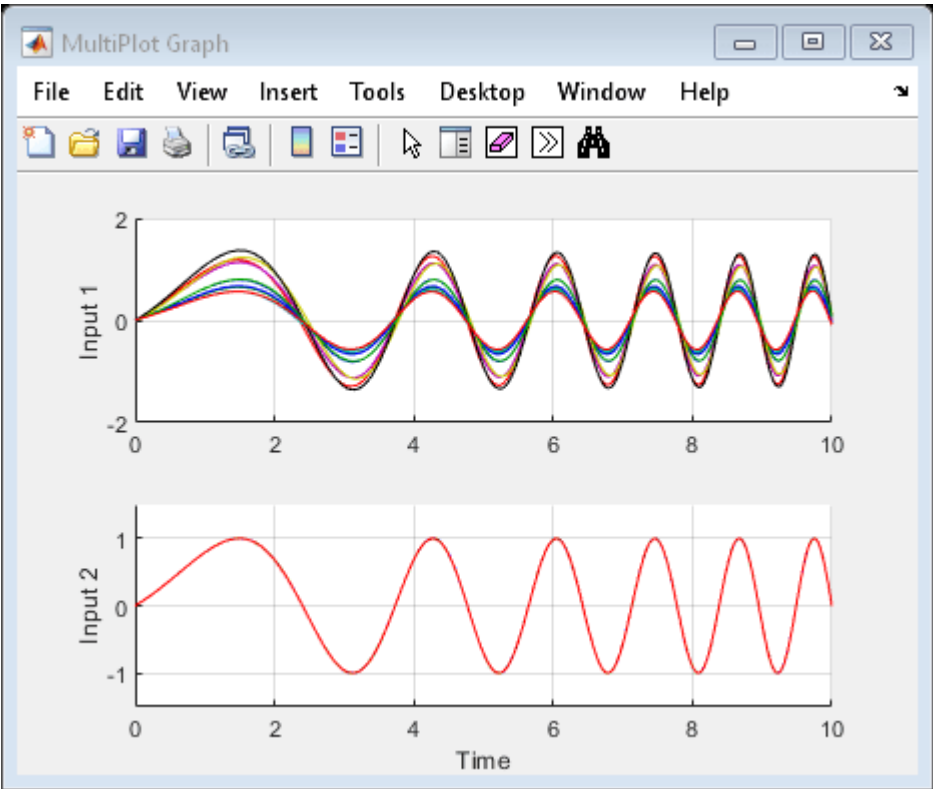 MultiPlot Graph
File Edit View Insert Tools Desktop Window Help
2
0
-2
Input 1
0 2 4 6 8 10
1
0
-1
Input 2
0 2 4 6 8 10
Time